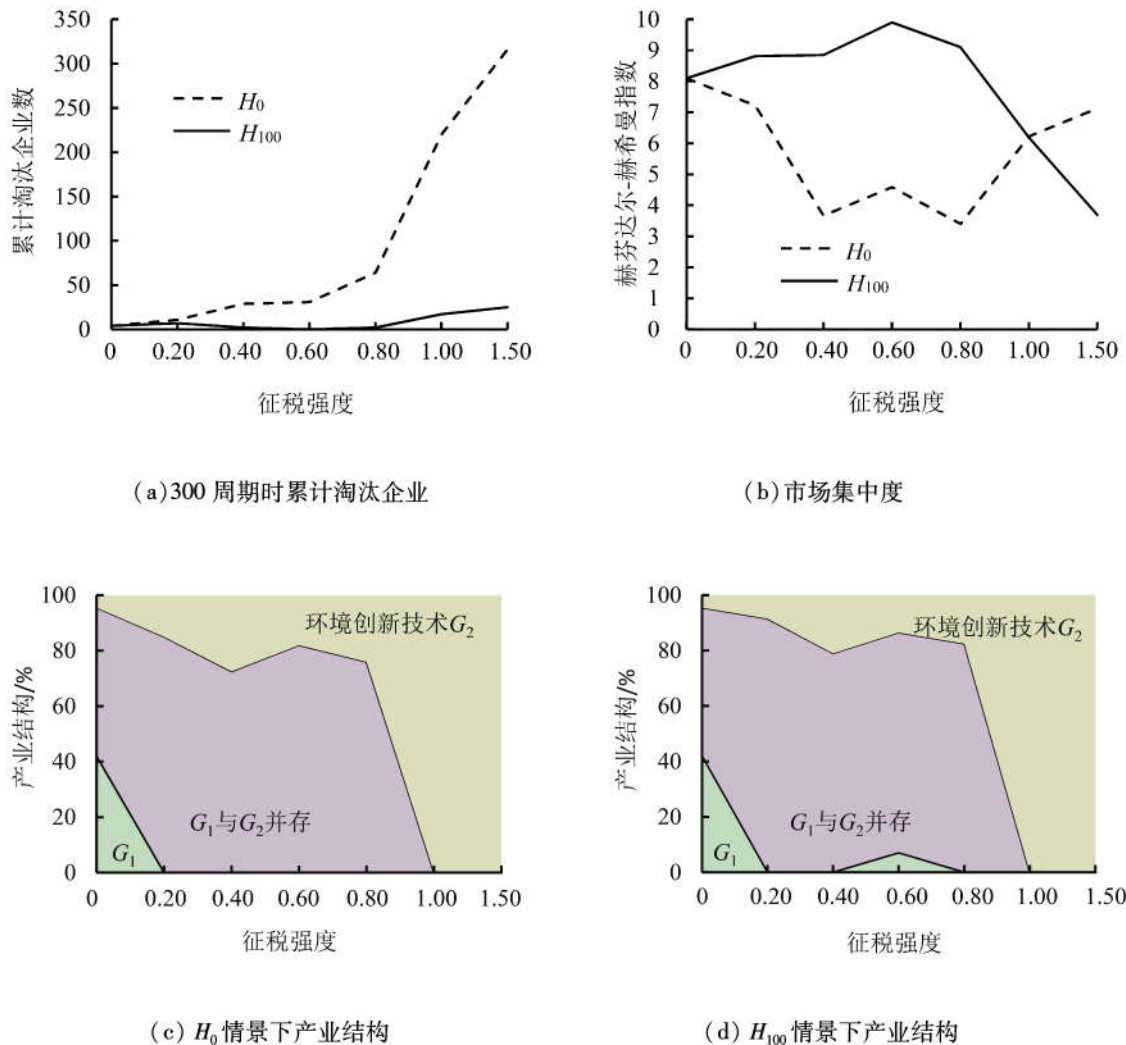 350
300
250
200
150
100
50
0
累计淘汰企业数
H0
H100
0 0.20 0.40 0.60 0.80 1.00 1.50
征税强度
(a)300 周期时累计淘汰企业
10
9
8
7
6
5
4
3
2
1
0
赫芬达尔-赫希曼指数
H0
H100
0 0.20 0.40 0.60 0.80 1.00 1.50
征税强度
(b)市场集中度
100
80
60
40
20
0
产业结构/%
环境创新技术G2
G1与G2并存
G1
0 0.20 0.40 0.60 0.80 1.00 1.50
征税强度
(c) H0 情景下产业结构
100
80
60
40
20
0
产业结构/%
环境创新技术G2
G1与G2并存
G1
0 0.20 0.40 0.60 0.80 1.00 1.50
征税强度
(d) H100 情景下产业结构